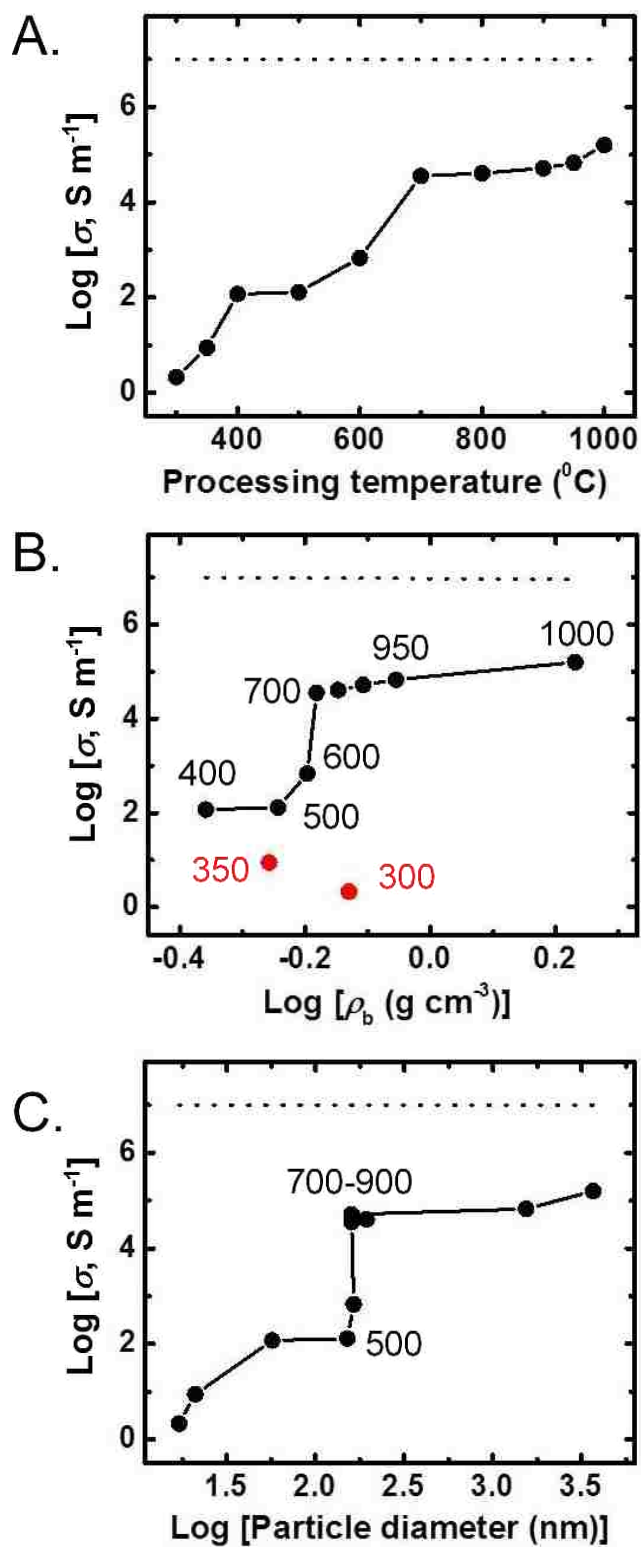 A.
Log [σ, S m⁻¹]
6
4
2
0
400 600 800 1000
Processing temperature (⁰C)
B.
Log [σ, S m⁻¹]
6
4
2
0
1000
950
700
600
400
500
350
300
-0.4 -0.2 0.0 0.2
Log [ρb (g cm⁻³)]
C.
Log [σ, S m⁻¹]
6
4
2
0
700-900
500
1.5 2.0 2.5 3.0 3.5
Log [Particle diameter (nm)]